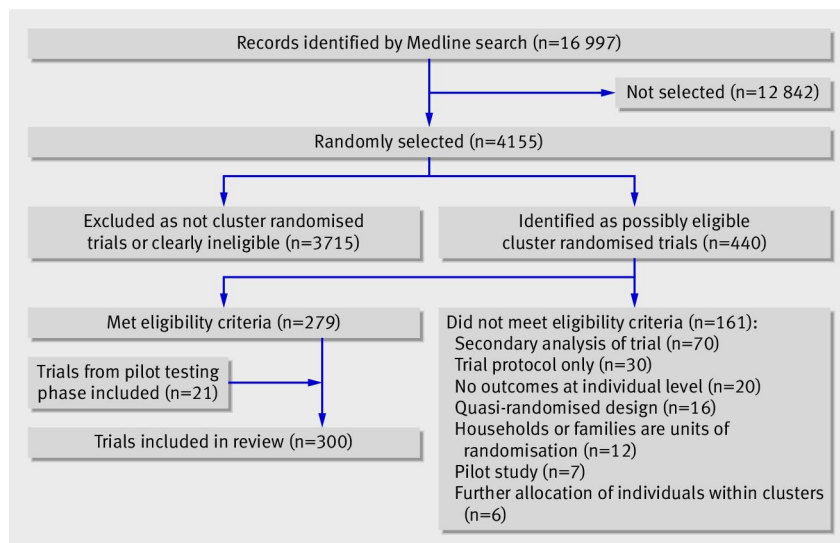 Records identified by Medline search (n=16 997)
Not selected (n=12 842)
Randomly selected (n=4155)
Excluded as not cluster randomised
trials or clearly ineligible (n=3715)
Identified as possibly eligible
cluster randomised trials (n=440)
Met eligibility criteria (n=279)
Trials from pilot testing
phase included (n=21)
Trials included in review (n=300)
Did not meet eligibility criteria (n=161):
Secondary analysis of trial (n=70)
Trial protocol only (n=30)
No outcomes at individual level (n=20)
Quasi-randomised design (n=16)
Households or families are units of
randomisation (n=12)
Pilot study (n=7)
Further allocation of individuals within clusters
(n=6)